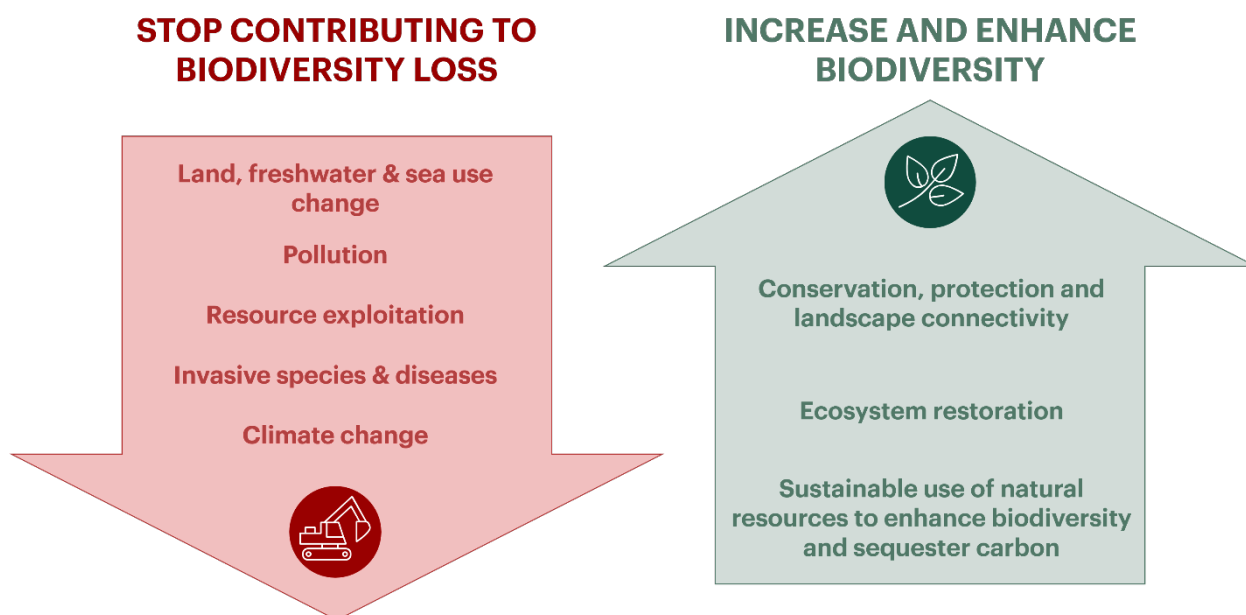 STOP CONTRIBUTING TO
BIODIVERSITY LOSS
Land, freshwater & sea use
change
Pollution
Resource exploitation
Invasive species & diseases
Climate change
INCREASE AND ENHANCE
BIODIVERSITY
Conservation, protection and
landscape connectivity
Ecosystem restoration
Sustainable use of natural
resources to enhance biodiversity
and sequester carbon